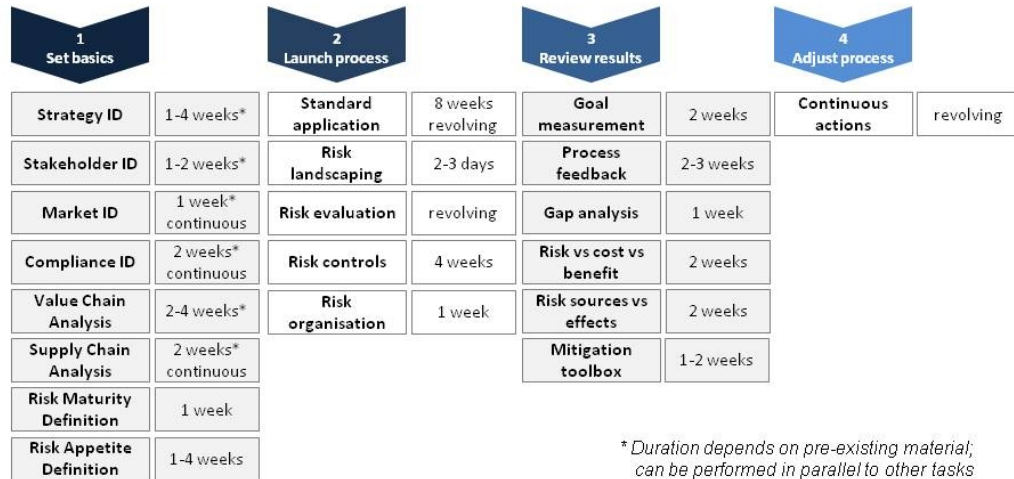 1
Set basics
2
Launch process
3
Review results
4
Adjust process
Strategy ID
1-4 weeks*
Stakeholder ID
1-2 weeks*
Market ID
1 week*
continuous
Compliance ID
2 weeks*
continuous
Value Chain
Analysis
2-4 weeks*
Supply Chain
Analysis
2 weeks*
continuous
Risk Maturity
Definition
1 week
Risk Appetite
Definition
1-4 weeks
Standard
application
8 weeks
revolving
Risk
landscaping
2-3 days
Risk evaluation
revolving
Risk controls
4 weeks
Risk
organisation
1 week
Goal
measurement
2 weeks
Process
feedback
2-3 weeks
Gap analysis
1 week
Risk vs cost vs
benefit
2 weeks
Risk sources vs
effects
2 weeks
Mitigation
toolbox
1-2 weeks
Continuous
actions
revolving
* Duration depends on pre-existing material;
can be performed in parallel to other tasks